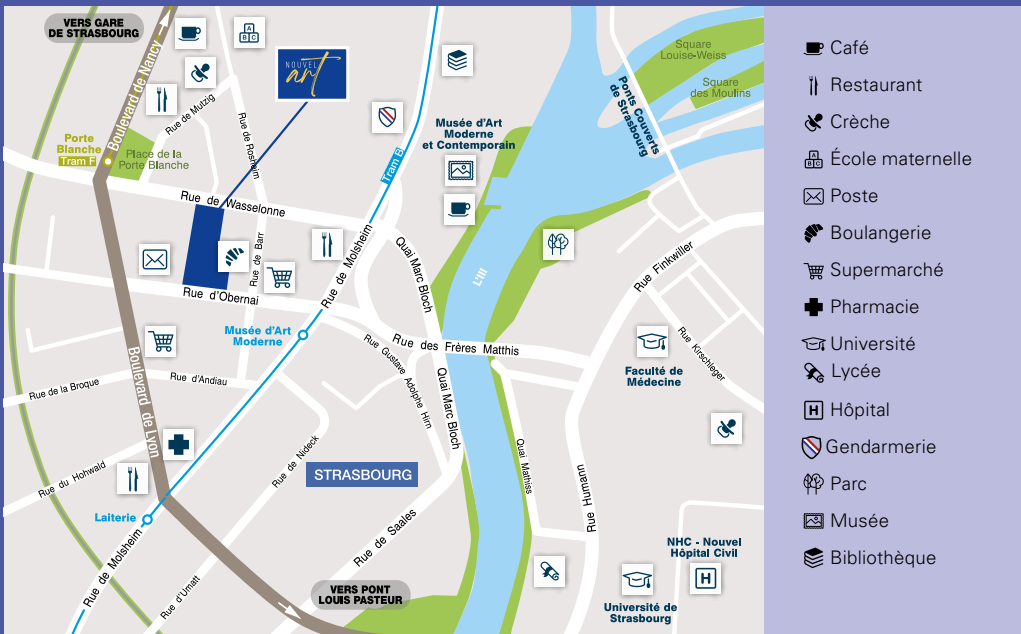 VERS GARE
DE STRASBOURG
Boulevard de Nancy
A
B C
NOUVEL
art
Rue de Mutzig
Rue de Rosheim
Porte
Blanche
Tram F
Place de la
Porte Blanche
Tram B
Musée d'Art
Moderne
et Contemporain
Ponts Couverts
de Strasbourg
Square
Louise-Weiss
Square
des Moulins
Rue de Wasselonne
Rue de Barr
Rue d'Obernai
Rue de Molsheim
Quai Marc Bloch
L'Ill
Rue Finkwiller
Musée d'Art
Moderne
Rue des Frères Matthis
Rue Gustave Adolphe Hirn
Quai Marc Bloch
Faculté de
Médecine
Rue Kirschleger
Boulevard de Lyon
Rue de la Broque
Rue d'Andlau
Rue du Hohwald
Rue de Nideck
STRASBOURG
Quai Mathiss
Rue Humann
Laiterie
Rue de Molsheim
Rue d'Urmatt
Rue de Saales
VERS PONT
LOUIS PASTEUR
NHC - Nouvel
Hôpital Civil
H
Université de
Strasbourg
Café
Restaurant
Crèche
A
B C
École maternelle
Poste
Boulangerie
Supermarché
Pharmacie
Université
Lycée
H Hôpital
Gendarmerie
Parc
Musée
Bibliothèque